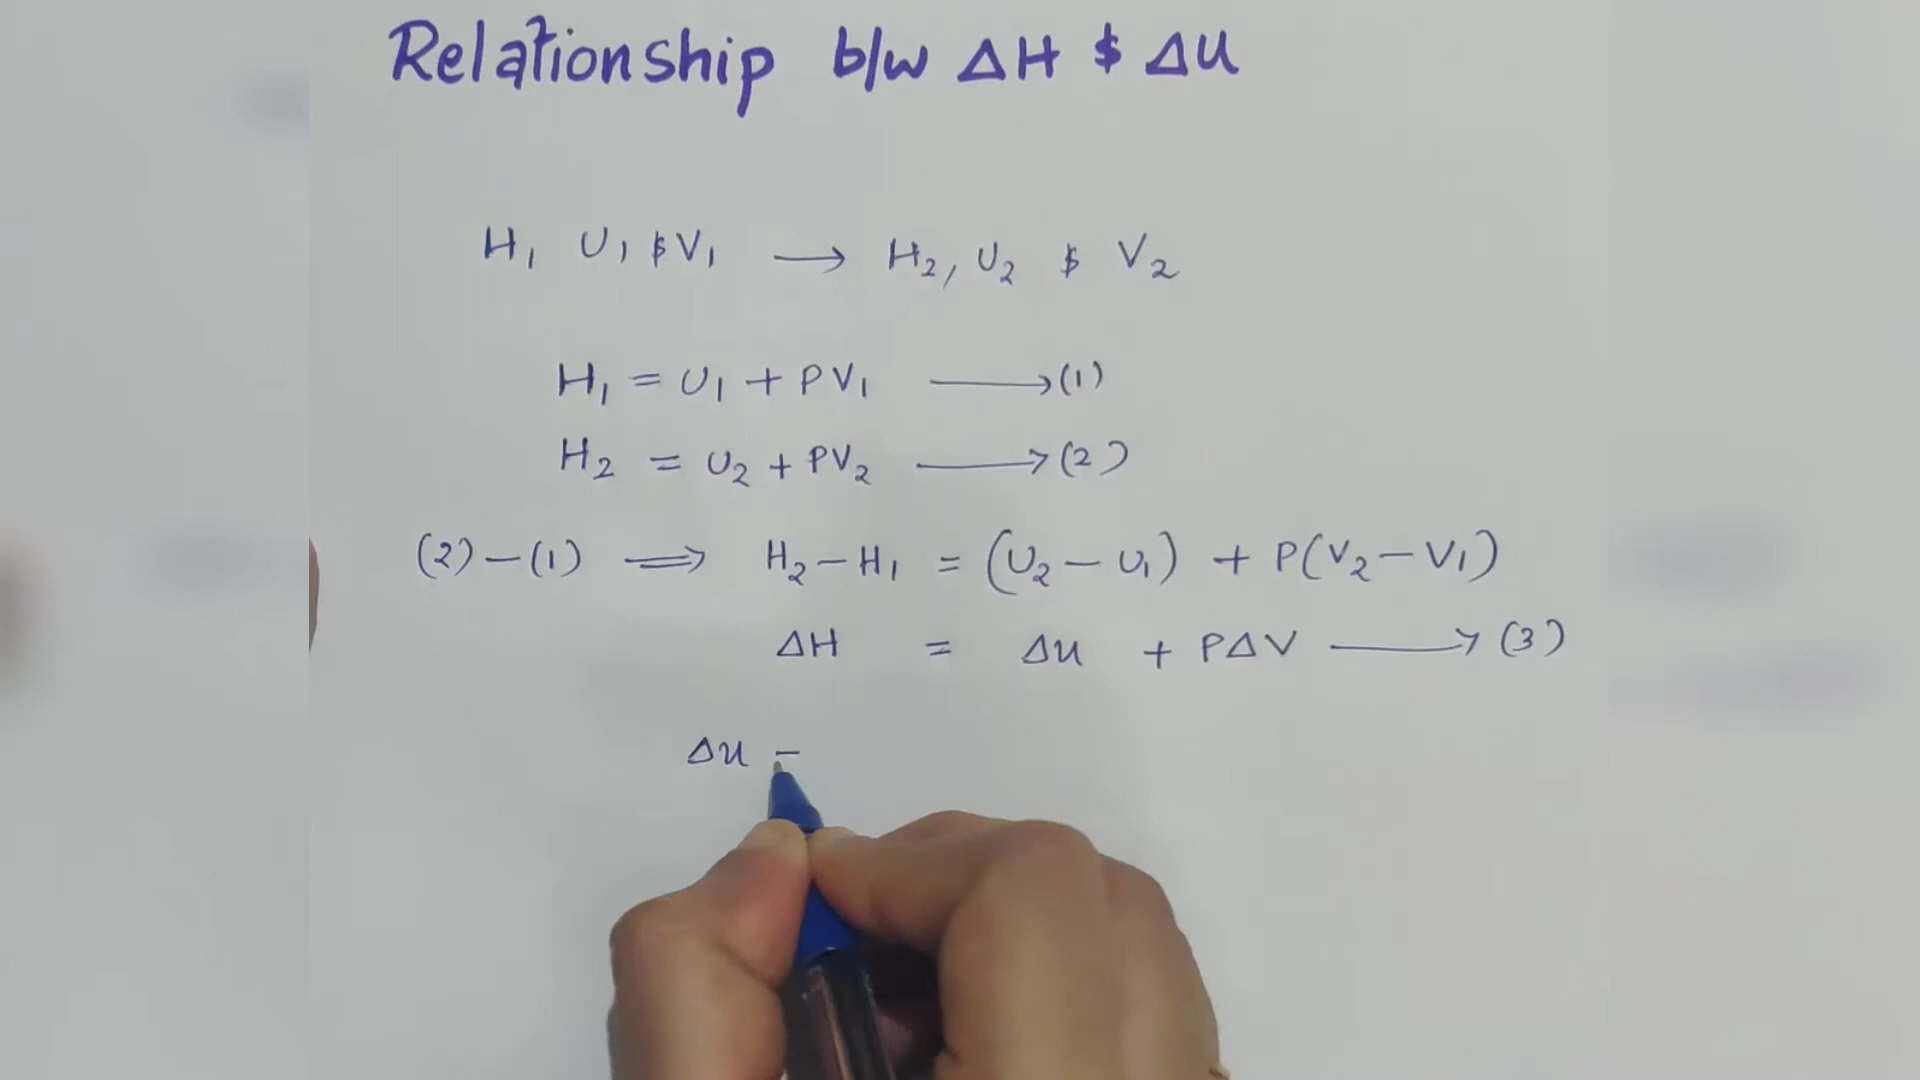 Relationship b/w ΔH & ΔU
H₁ U₁ & V₁ → H₂, U₂ & V₂
H₁ = U₁ + PV₁ → (1)
H₂ = U₂ + PV₂ → (2)
(2) – (1) ⇒ H₂ – H₁ = (U₂ – U₁) + P(V₂ – V₁)
ΔH = ΔU + PΔV → (3)
ΔU –